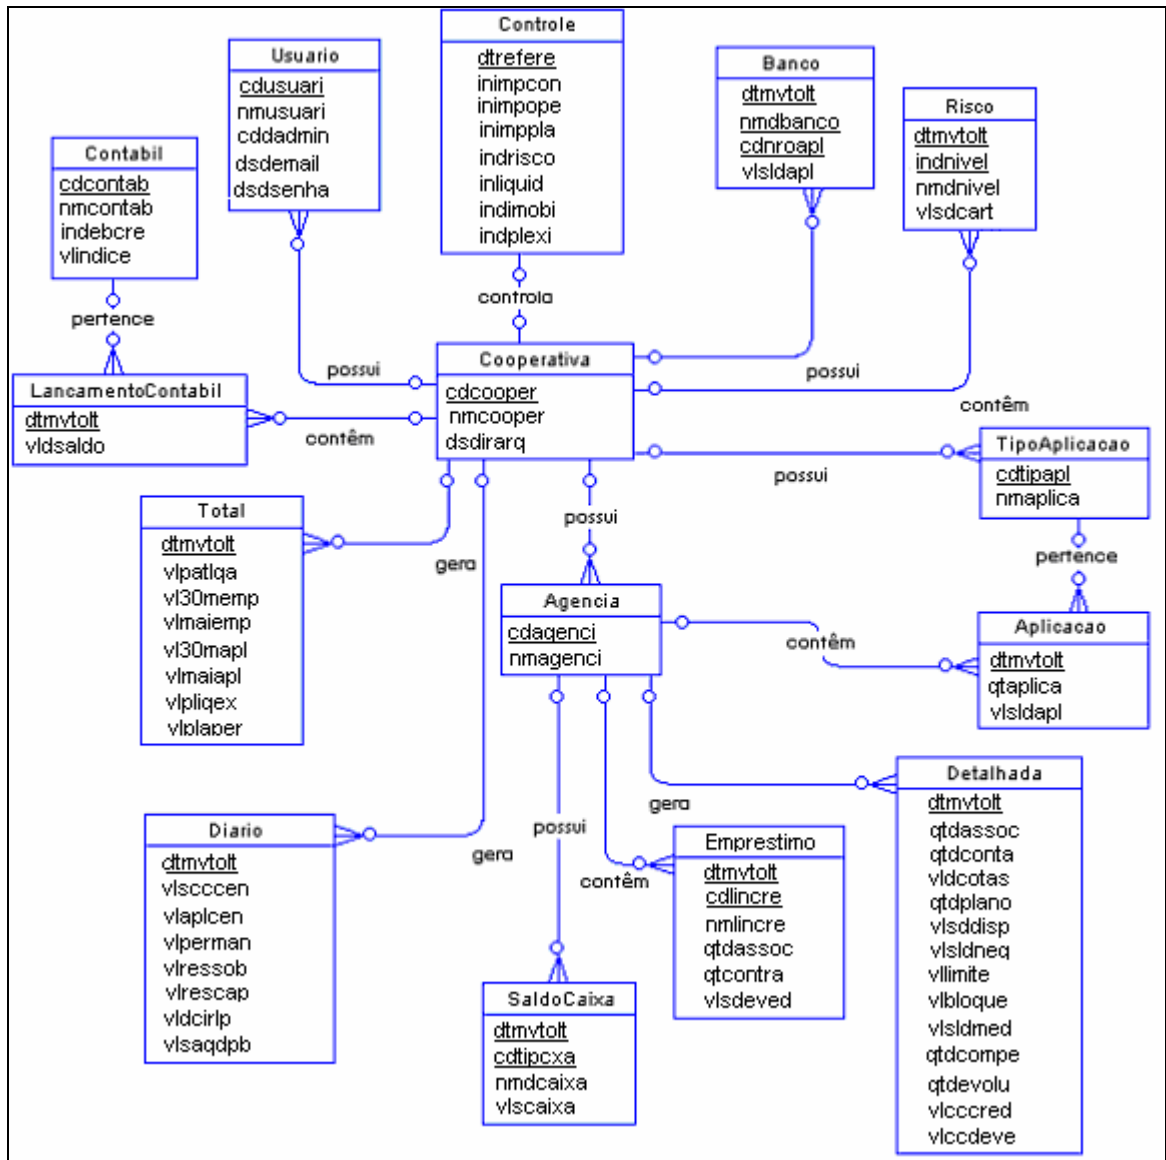 Controle
dtrefere
inimpcon
inimpope
inimppla
indrisco
inliquid
indimobi
indplexi
Usuario
cdusuari
nmusuari
cddadmin
dsdemail
dsdsenha
Banco
dtmvtolt
nmdbanco
cdnroapl
vlsldapl
Risco
dtmvtolt
indnivel
nmdnivel
vlsdcart
Contabil
cdcontab
nmcontab
indebcre
vlindice
controla
pertence
Cooperativa
cdcooper
nmcooper
dsdirarq
possui
possui
contêm
LancamentoContabil
dtmvtolt
vldsaldo
contêm
TipoAplicacao
cdtipapl
nmaplica
possui
Total
dtmvtolt
vlpatlqa
vl30memp
vlmaiemp
vl30mapl
vlmaiapl
vlpliqex
vlplaper
gera
possui
pertence
Agencia
cdagenci
nmagenci
contêm
Aplicacao
dtmvtolt
qtaplica
vlsldapl
Diario
dtmvtolt
vlscccen
vlaplcen
vlperman
vlressob
vlrescap
vldcirlp
vlsaqdpb
gera
possui
contêm
gera
Emprestimo
dtmvtolt
cdlincre
nmlincre
qtdassoc
qtcontra
vlsdeved
Detalhada
dtmvtolt
qtdassoc
qtdconta
vldcotas
qtdplano
vlsddisp
vlsldneq
vllimite
vlbloque
vlsldmed
qtdcompe
qtdevolu
vlcccred
vlccdeve
SaldoCaixa
dtmvtolt
cdtipcxa
nmdcaixa
vlscaixa